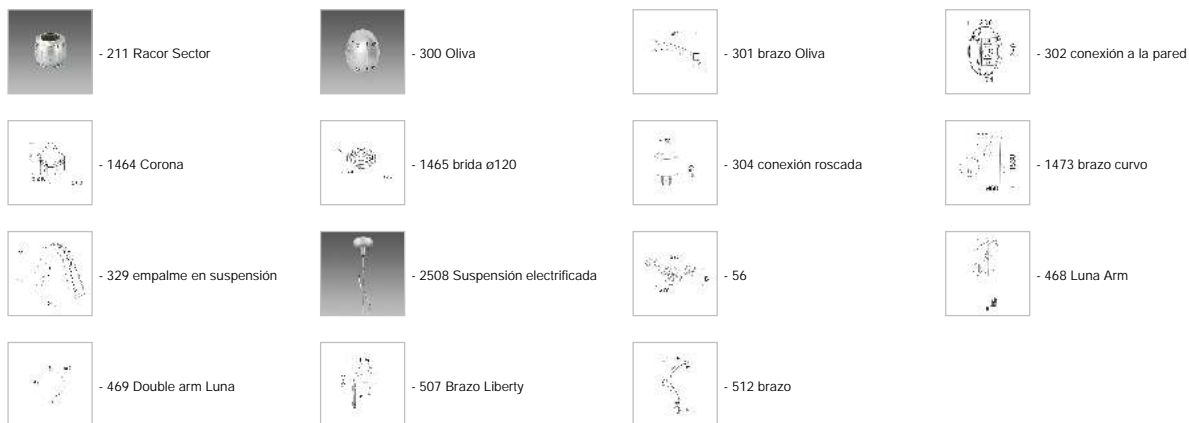 - 211 Racor Sector
- 300 Oliva
- 301 brazo Oliva
- 302 conexión a la pared
- 1464 Corona
- 1465 brida ø120
- 304 conexión roscada
- 1473 brazo curvo
- 329 empalme en suspensión
- 2508 Suspensión electrificada
- 56
- 468 Luna Arm
- 469 Double arm Luna
- 507 Brazo Liberty
- 512 brazo